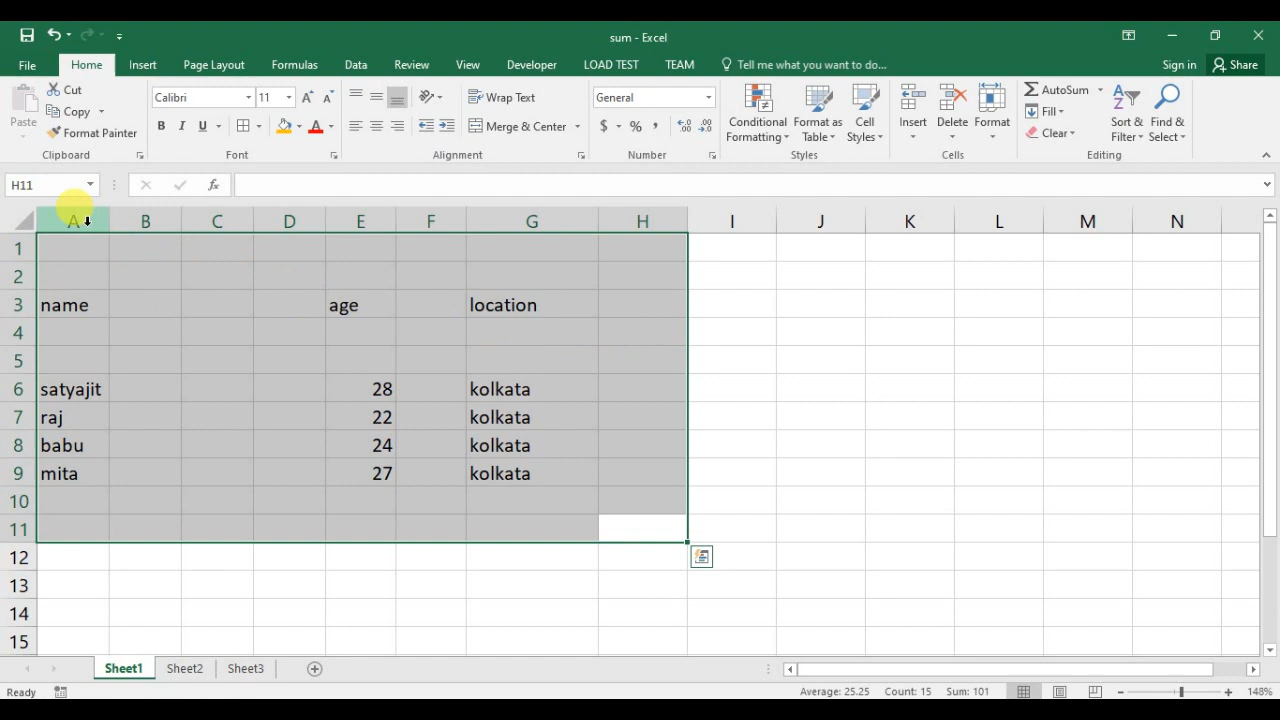 sum - Excel
File Home Insert Page Layout Formulas Data Review View Developer LOAD TEST TEAM Tell me what you want to do... Sign in Share
Paste Cut Copy Format Painter Clipboard
Calibri 11 B I U A Font
Wrap Text Merge & Center Alignment
General $ % , Number
Conditional Formatting Format as Table Cell Styles Styles
Insert Delete Format Cells
AutoSum Fill Clear Sort & Filter Find & Select Editing
H11 fx
A B C D E F G H I J K L M N
1
2
3 name age location
4
5
6 satyajit 28 kolkata
7 raj 22 kolkata
8 babu 24 kolkata
9 mita 27 kolkata
10
11
12
13
14
15
Sheet1 Sheet2 Sheet3
Ready Average: 25.25 Count: 15 Sum: 101 148%